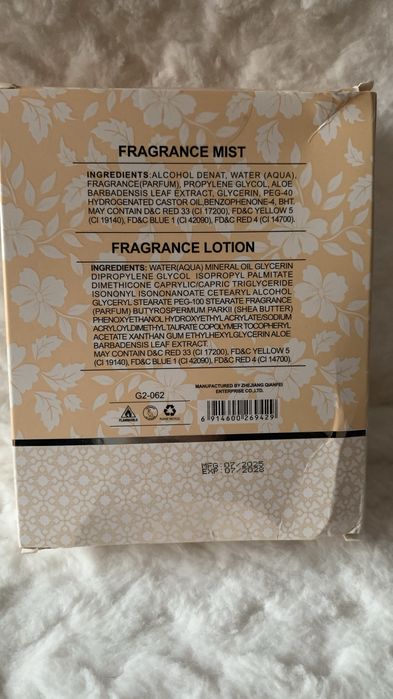 FRAGRANCE MIST
INGREDIENTS:ALCOHOL DENAT, WATER (AQUA),
FRAGRANCE(PARFUM), PROPYLENE GLYCOL, ALOE
BARBADENSIS LEAF EXTRACT, GLYCERIN, PEG-40
HYDROGENATED CASTOR OIL,BENZOPHENONE-4, BHT.
MAY CONTAIN D&C RED 33 (CI 17200), FD&C YELLOW 5
(CI 19140), FD&C BLUE 1 (CI 42090), FD&C RED 4 (CI 14700).
FRAGRANCE LOTION
INGREDIENTS: WATER(AQUA) MINERAL OIL GLYCERIN
DIPROPYLENE GLYCOL ISOPROPYL PALMITATE
DIMETHICONE CAPRYLIC/CAPRIC TRIGLYCERIDE
ISONONYL ISONONANOATE CETEARYL ALCOHOL
GLYCERYL STEARATE PEG-100 STEARATE FRAGRANCE
(PARFUM) BUTYROSPERMUM PARKII (SHEA BUTTER)
PHENOXYETHANOL HYDROXYETHYL ACRYLATE/SODIUM
ACRYLOYLDIMETHYL TAURATE COPOLYMER TOCOPHERYL
ACETATE XANTHAN GUM ETHYLHEXYLGLYCERIN ALOE
BARBADENSIS LEAF EXTRACT.
MAY CONTAIN D&C RED 33 (CI 17200), FD&C YELLOW 5
(CI 19140), FD&C BLUE 1 (CI 42090), FD&C RED 4 (CI 14700).
G2-062
MANUFACTURED BY ZHEJIANG QIANFEI
ENTERPRISE CO.,LTD.
FLAMMABLE
6 914600 269429
MFG:07/2025
EXP:07/2028